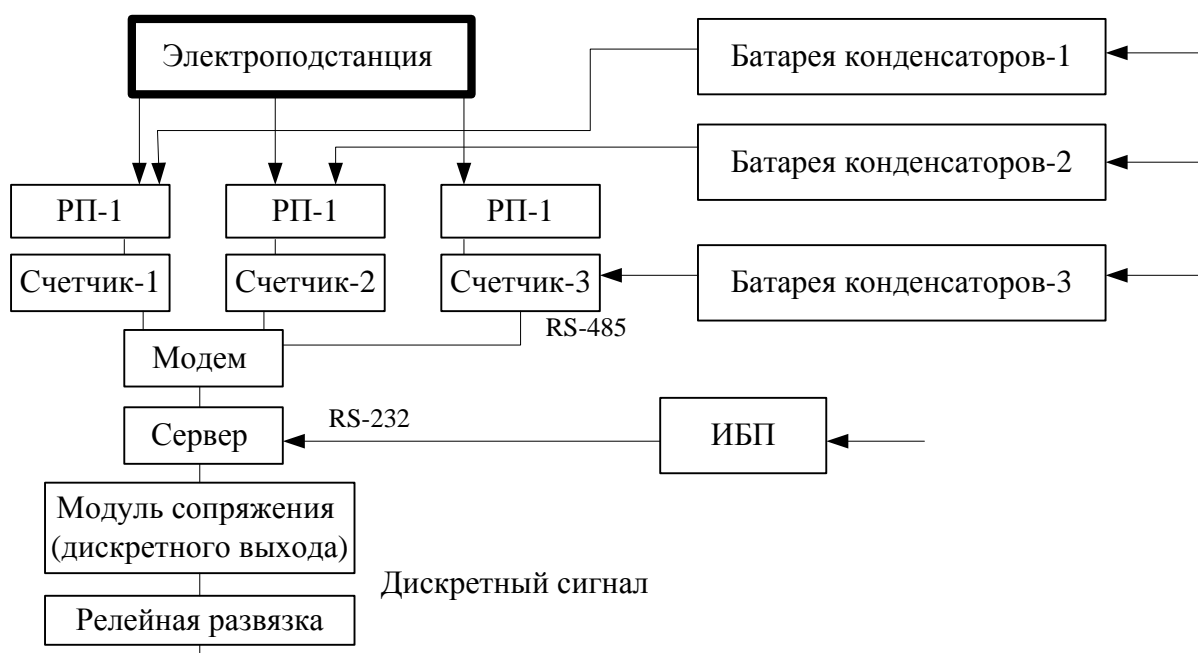 Электроподстанция
Батарея конденсаторов-1
Батарея конденсаторов-2
РП-1
РП-1
РП-1
Счетчик-1
Счетчик-2
Счетчик-3
Батарея конденсаторов-3
RS-485
Модем
Сервер
RS-232
ИБП
Модуль сопряжения
(дискретного выхода)
Дискретный сигнал
Релейная развязка